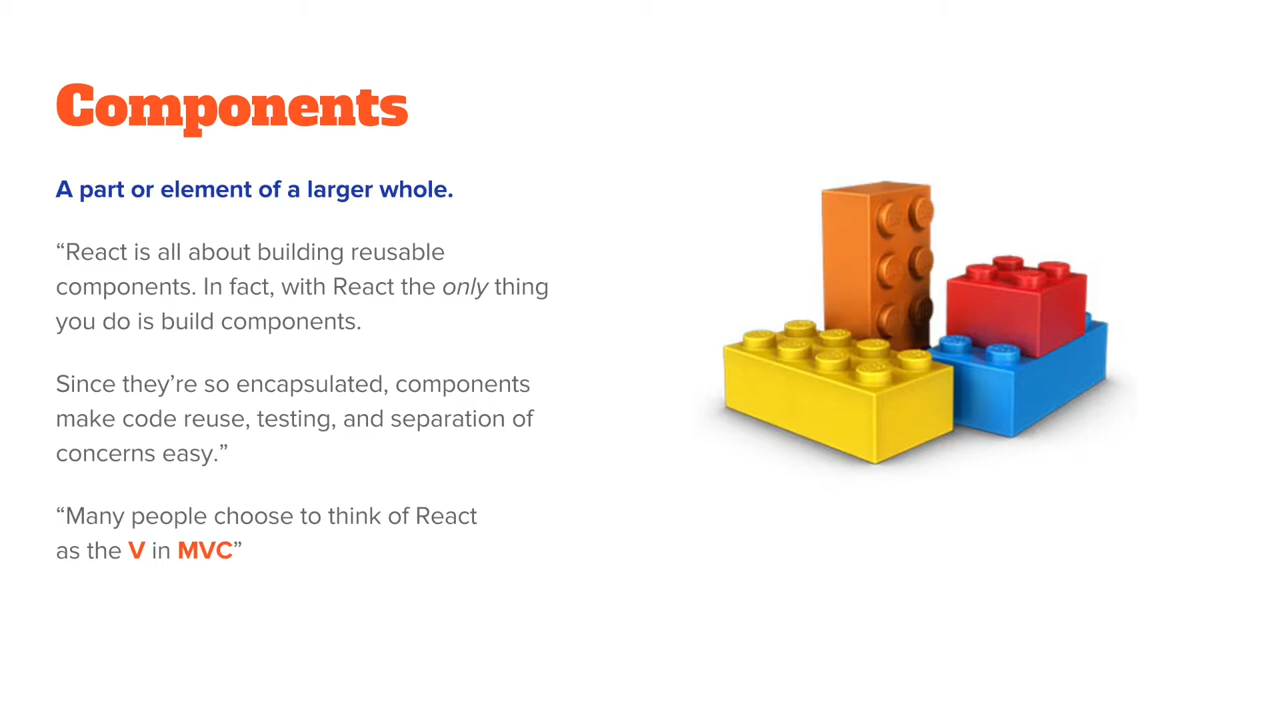 Components
A part or element of a larger whole.
“React is all about building reusable
components. In fact, with React the only thing
you do is build components.
Since they’re so encapsulated, components
make code reuse, testing, and separation of
concerns easy.”
“Many people choose to think of React
as the V in MVC”